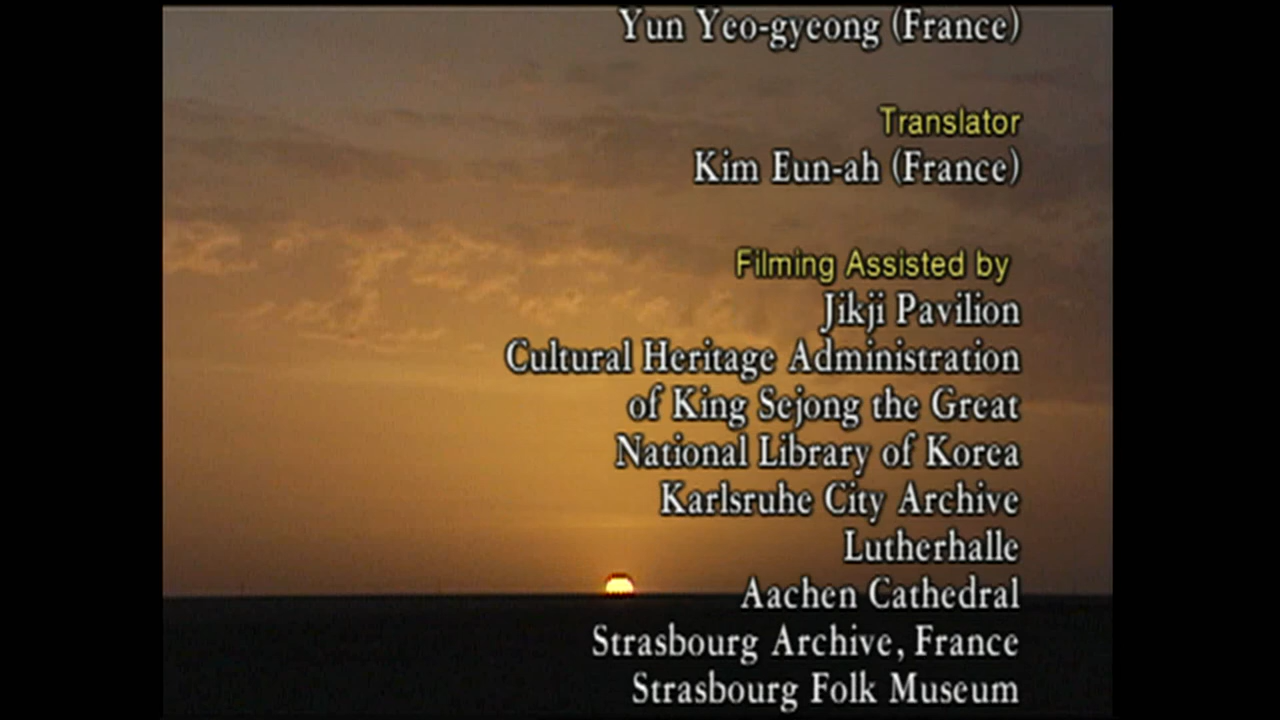 Yun Yeo-gyeong (France)
Translator
Kim Eun-ah (France)
Filming Assisted by
Jikji Pavilion
Cultural Heritage Administration
of King Sejong the Great
National Library of Korea
Karlsruhe City Archive
Lutherhalle
Aachen Cathedral
Strasbourg Archive, France
Strasbourg Folk Museum